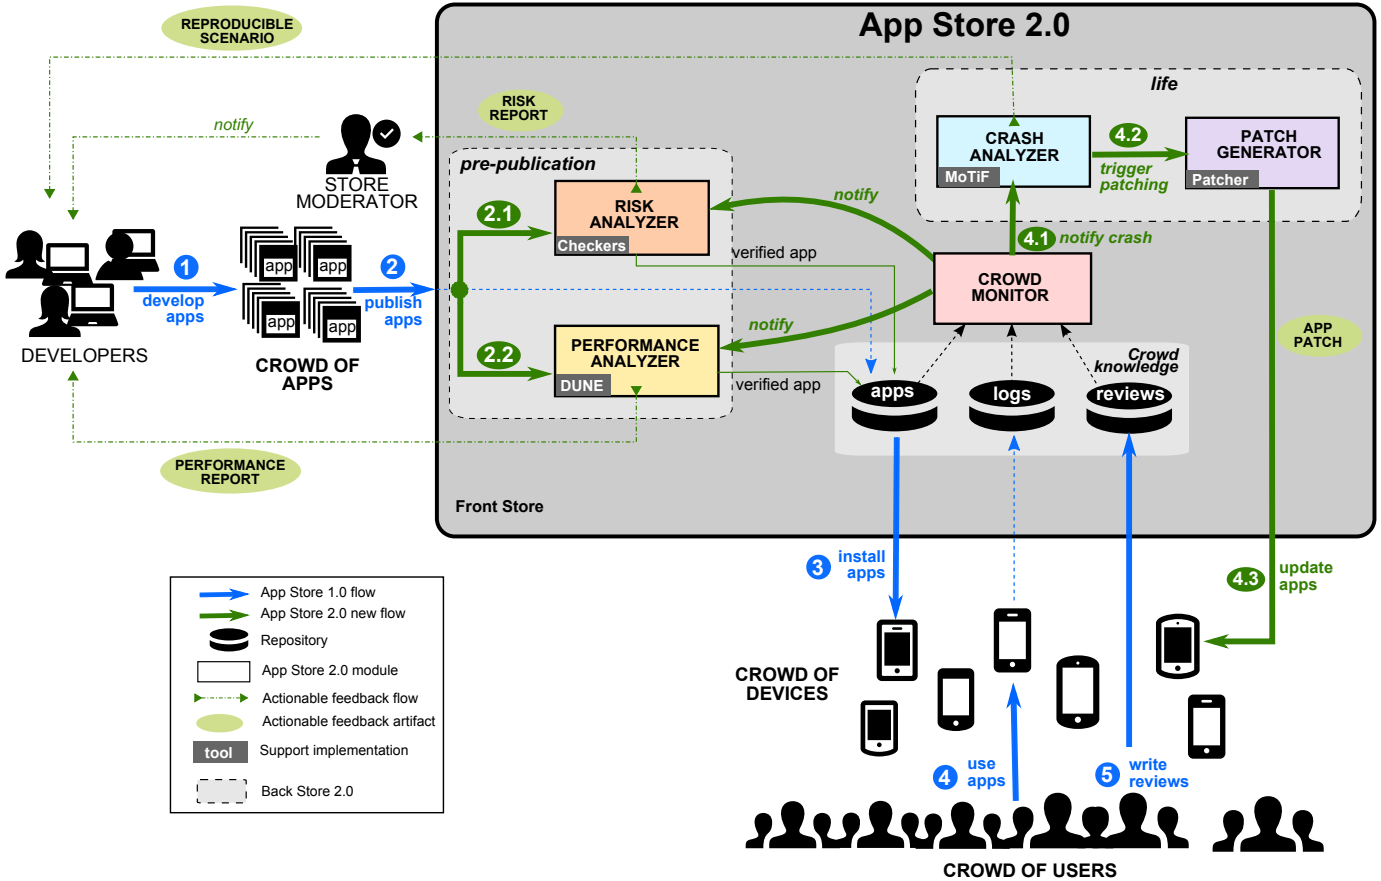 App Store 2.0
REPRODUCIBLE
SCENARIO
RISK
REPORT
notify
STORE
MODERATOR
pre-publication
life
CRASH
ANALYZER
MoTiF
4.2
trigger
patching
PATCH
GENERATOR
Patcher
2.1
RISK
ANALYZER
Checkers
notify
verified app
4.1
notify crash
CROWD
MONITOR
1
develop
apps
app
app
app
app
2
publish
apps
DEVELOPERS
CROWD OF
APPS
2.2
PERFORMANCE
ANALYZER
DUNE
notify
verified app
Crowd
knowledge
apps
logs
reviews
APP
PATCH
PERFORMANCE
REPORT
Front Store
3
install
apps
4.3
update
apps
App Store 1.0 flow
App Store 2.0 new flow
Repository
App Store 2.0 module
Actionable feedback flow
Actionable feedback artifact
tool
Support implementation
Back Store 2.0
CROWD OF
DEVICES
4
use
apps
5
write
reviews
CROWD OF USERS